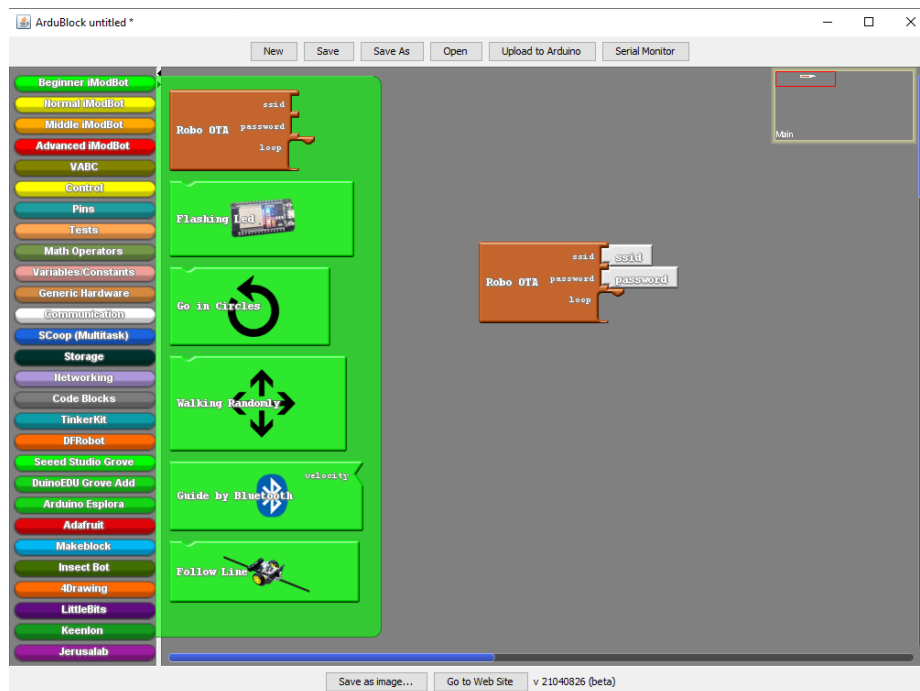 ArduBlock untitled *
New Save Save As Open Upload to Arduino Serial Monitor
Beginner iModBot
Normal iModBot
Middle iModBot
Advanced iModBot
VABC
Control
Pins
Tests
Math Operators
Variables/Constants
Generic Hardware
Communication
SCoop (Multitask)
Storage
Networking
Code Blocks
TinkerKit
DFRobot
Seeed Studio Grove
DuinoEDU Grove Add
Arduino Esplora
Adafruit
Makeblock
Insect Bot
4Drawing
LittleBits
Keenlon
Jerusalab
ssid
Robo OTA password
loop
Flashing Led
Go in Circles
Walking Randomly
velocity
Guide by Bluetooth
Follow Line
ssid ssid
Robo OTA password password
loop
Main
Save as image... Go to Web Site v 21040826 (beta)